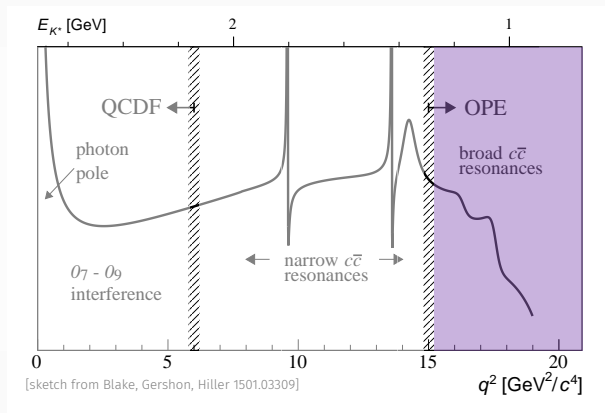 E_{K*} [GeV]
2 1
QCDF OPE
photon
pole
broad cc̅
resonances
narrow cc̅
resonances
O₇ - O₉
interference
0 5 10 15 20
q² [GeV²/c⁴]
[sketch from Blake, Gershon, Hiller 1501.03309]